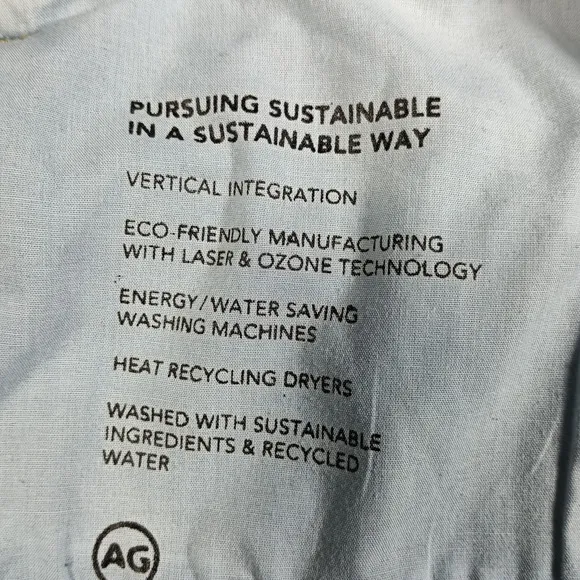 PURSUING SUSTAINABLE
IN A SUSTAINABLE WAY
VERTICAL INTEGRATION
ECO-FRIENDLY MANUFACTURING
WITH LASER & OZONE TECHNOLOGY
ENERGY/WATER SAVING
WASHING MACHINES
HEAT RECYCLING DRYERS
WASHED WITH SUSTAINABLE
INGREDIENTS & RECYCLED
WATER
AG